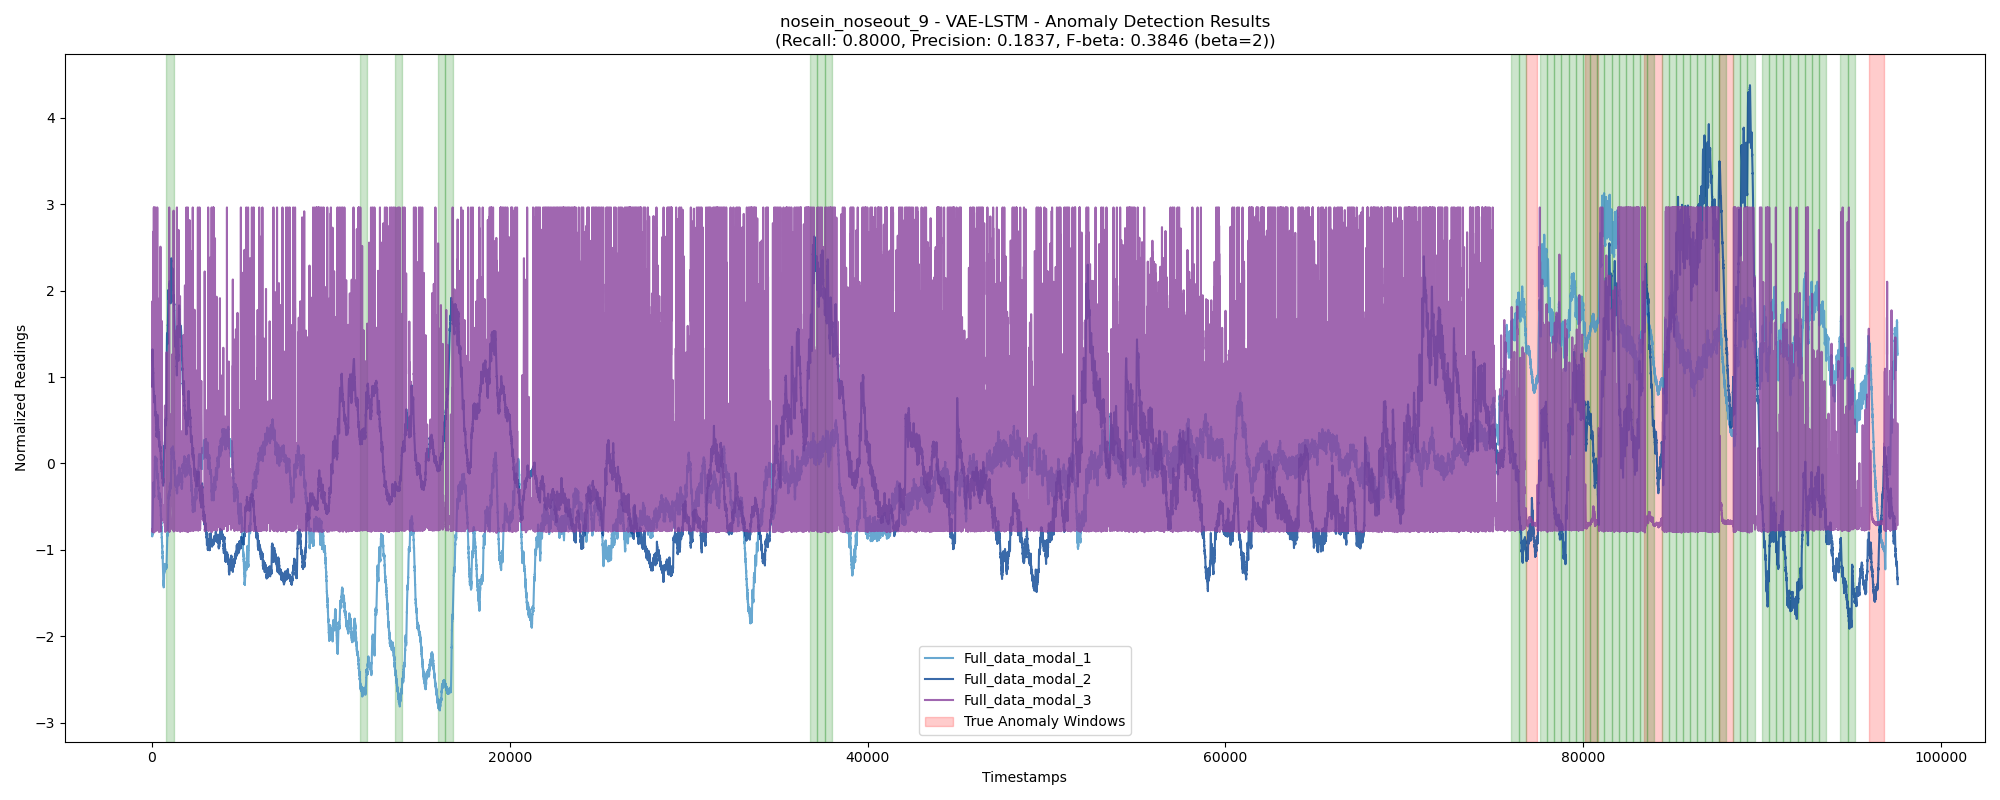 nosein_noseout_9 - VAE-LSTM - Anomaly Detection Results
(Recall: 0.8000, Precision: 0.1837, F-beta: 0.3846 (beta=2))
Normalized Readings
4
3
2
1
0
−1
−2
−3
Full_data_modal_1
Full_data_modal_2
Full_data_modal_3
True Anomaly Windows
0
20000
40000
60000
80000
100000
Timestamps